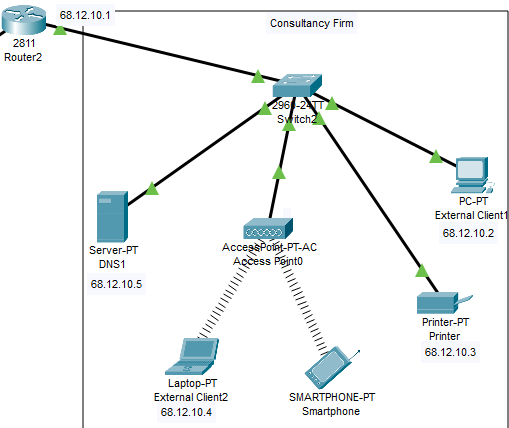 68.12.10.1
Consultancy Firm
2811
Router2
2960-24TT
Switch2
PC-PT
External Client1
68.12.10.2
Server-PT
DNS1
68.12.10.5
AccessPoint-PT-AC
Access Point0
Printer-PT
Printer
68.12.10.3
Laptop-PT
External Client2
68.12.10.4
SMARTPHONE-PT
Smartphone